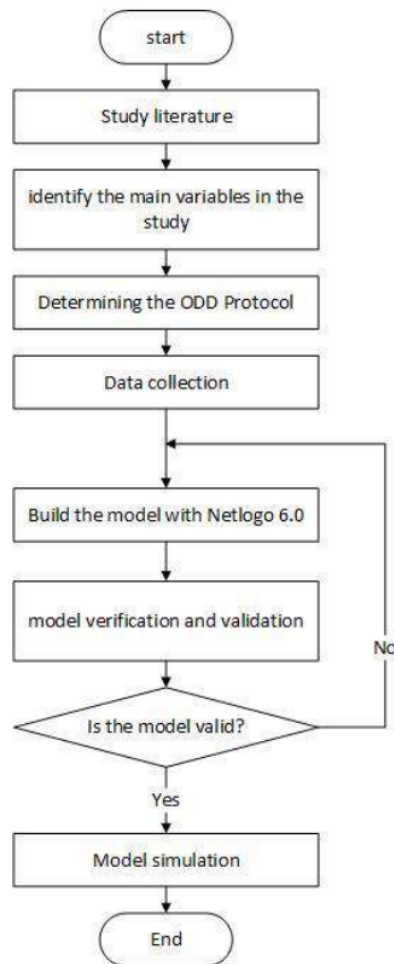 start
Study literature
identify the main variables in the
study
Determining the ODD Protocol
Data collection
Build the model with Netlogo 6.0
model verification and validation
No
Is the model valid?
Yes
Model simulation
End